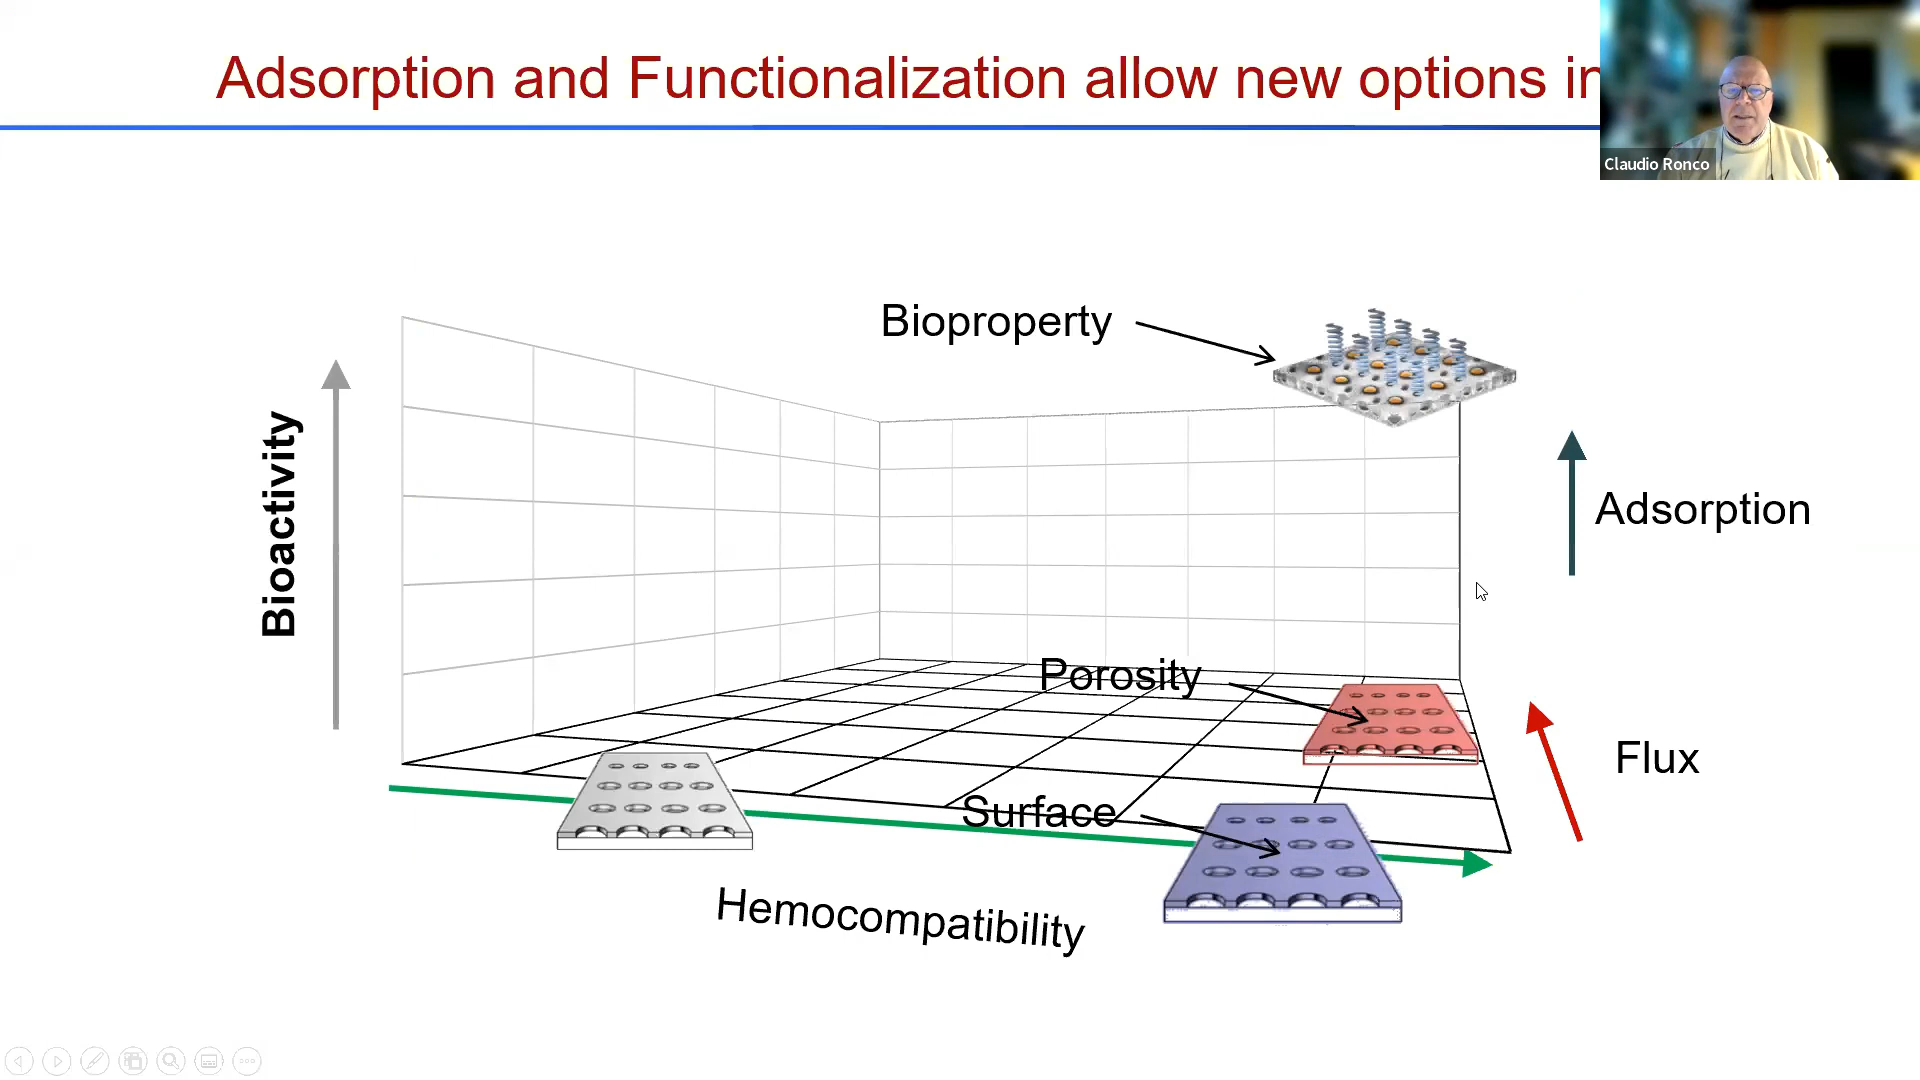 Adsorption and Functionalization allow new options in
Claudio Ronco
Bioproperty
Bioactivity
Adsorption
Porosity
Flux
Surface
Hemocompatibility